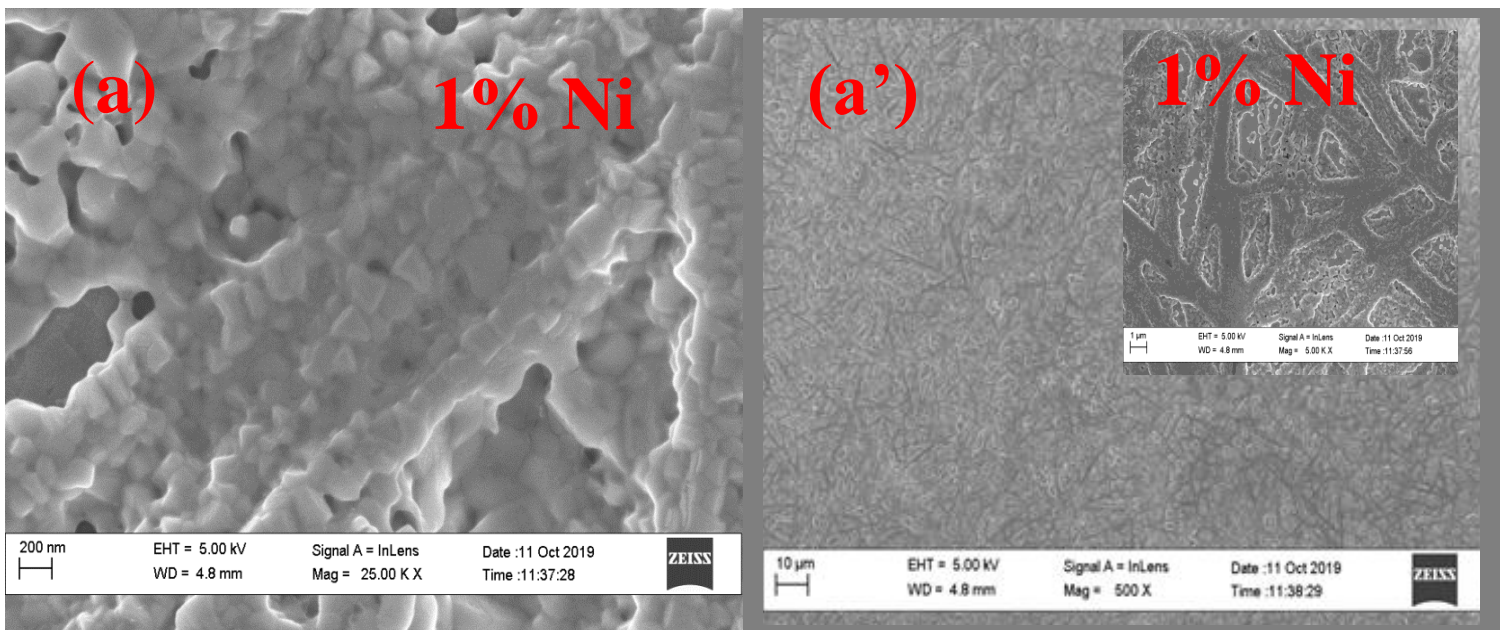 (a)
1% Ni
200 nm
EHT = 5.00 kV
Signal A = InLens
Date :11 Oct 2019
ZEISS
WD = 4.8 mm
Mag = 25.00 K X
Time :11:37:28
(a’)
1% Ni
1 µm
EHT = 5.00 kV
Signal A = InLens
Date :11 Oct 2019
WD = 4.8 mm
Mag = 5.00 K X
Time :11:37:56
10 µm
EHT = 5.00 kV
Signal A = InLens
Date :11 Oct 2019
ZEISS
WD = 4.8 mm
Mag = 500 X
Time :11:38:29